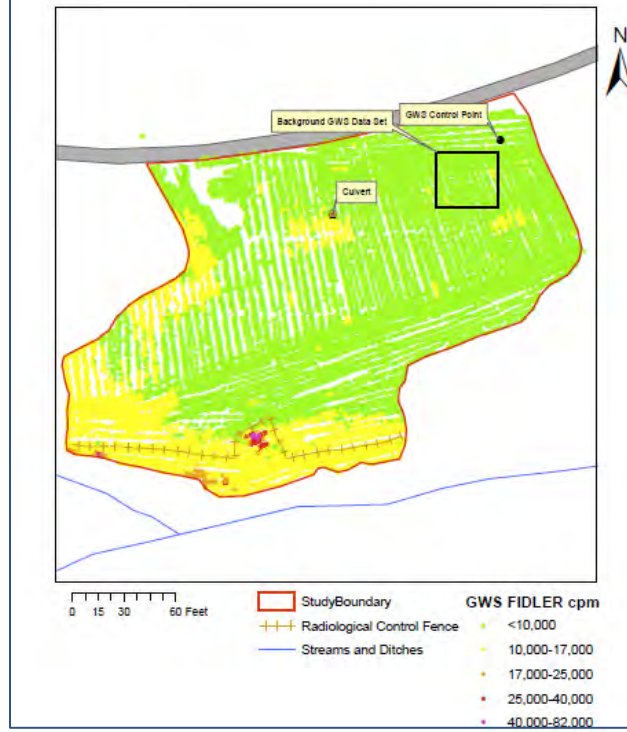 N
GWS Control Point
Background GWS Data Set
Culvert
0 15 30 60 Feet
StudyBoundary
Radiological Control Fence
Streams and Ditches
GWS FIDLER cpm
<10,000
10,000-17,000
17,000-25,000
25,000-40,000
40,000-82,000